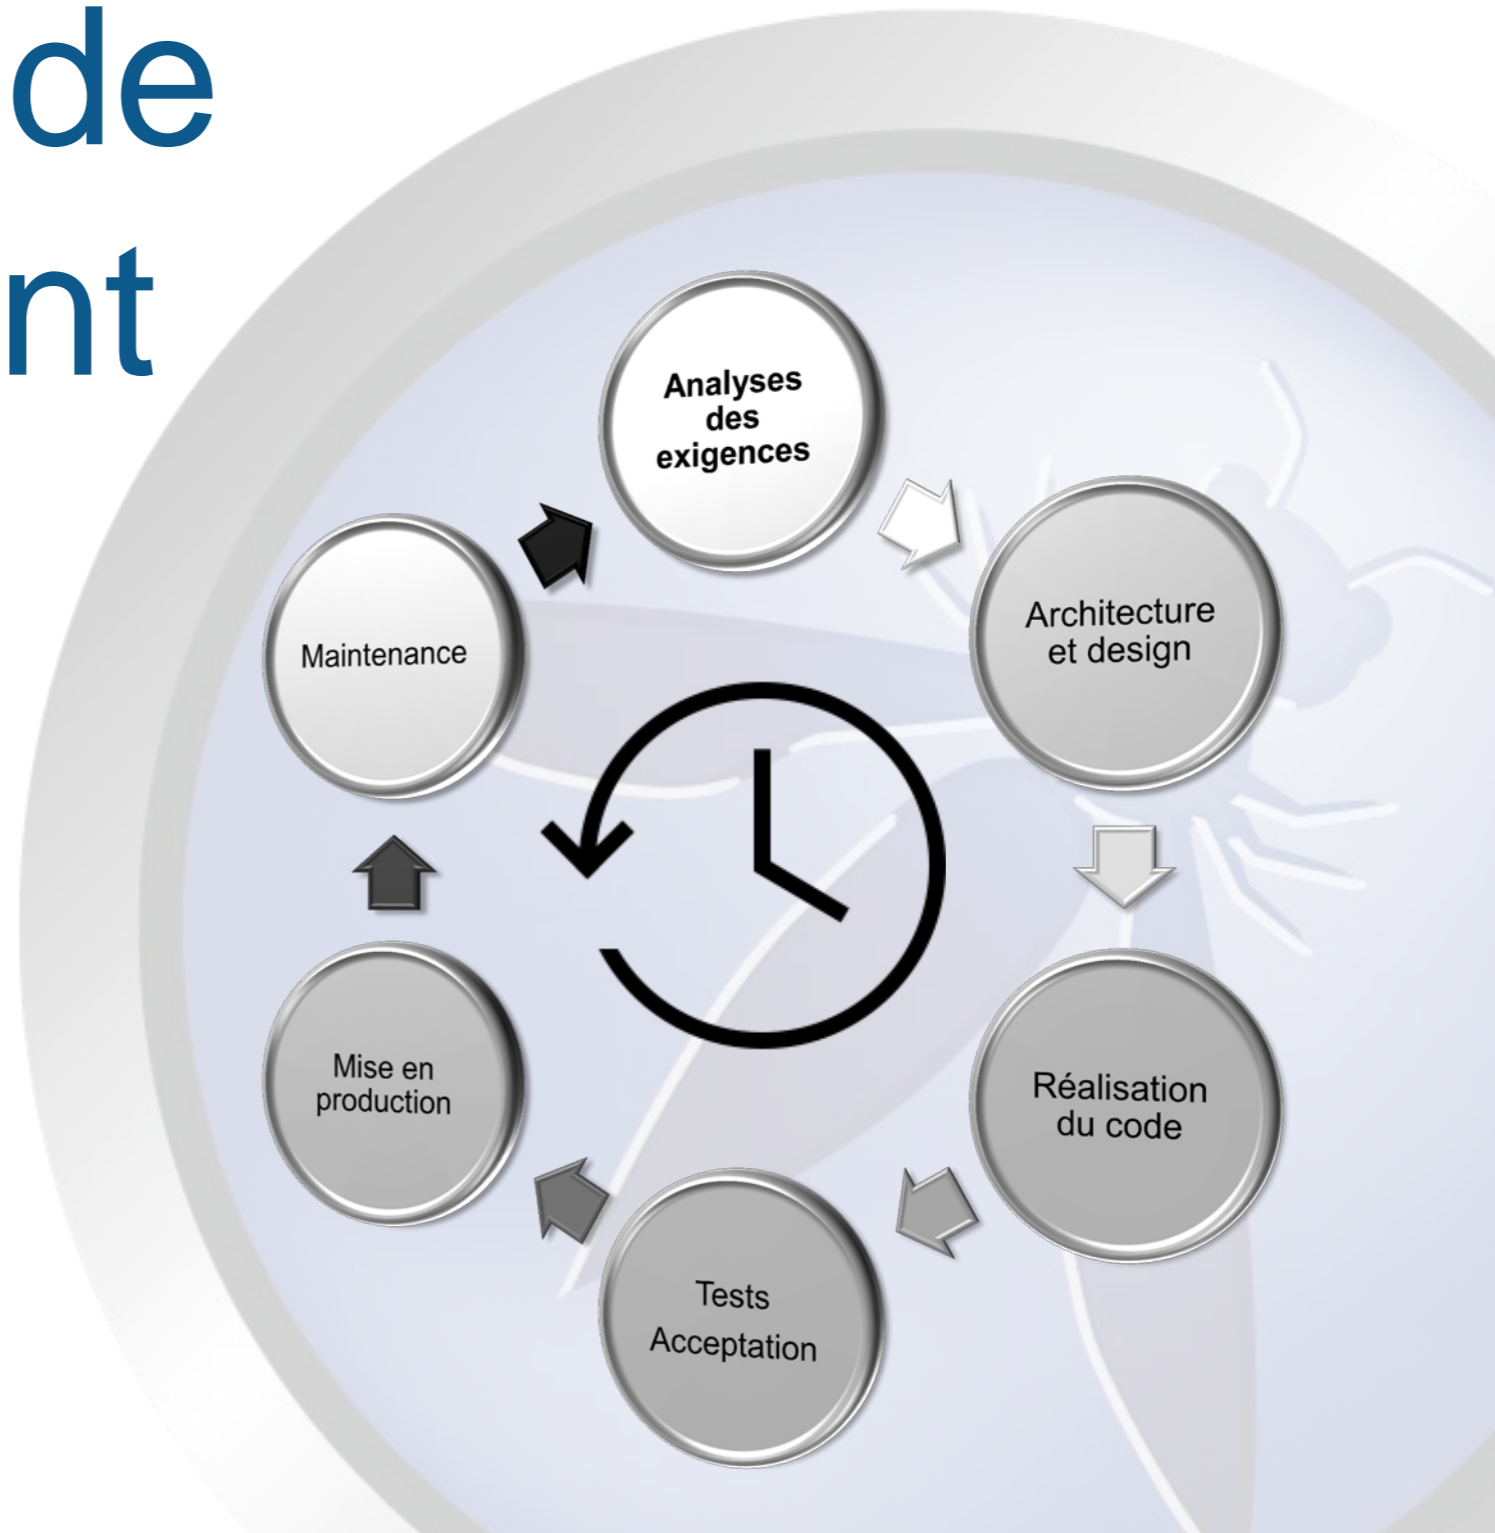 de
nt
Analyses
des
exigences
Architecture
et design
Réalisation
du code
Tests
Acceptation
Mise en
production
Maintenance